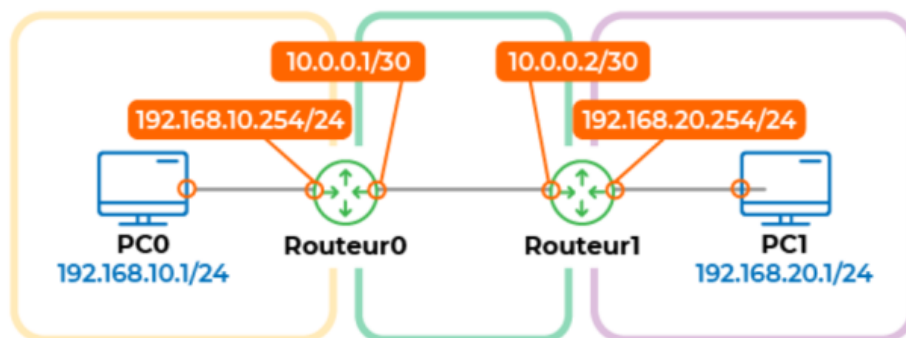 10.0.0.1/30
10.0.0.2/30
192.168.10.254/24
192.168.20.254/24
PC0
192.168.10.1/24
Routeur0
Routeur1
PC1
192.168.20.1/24